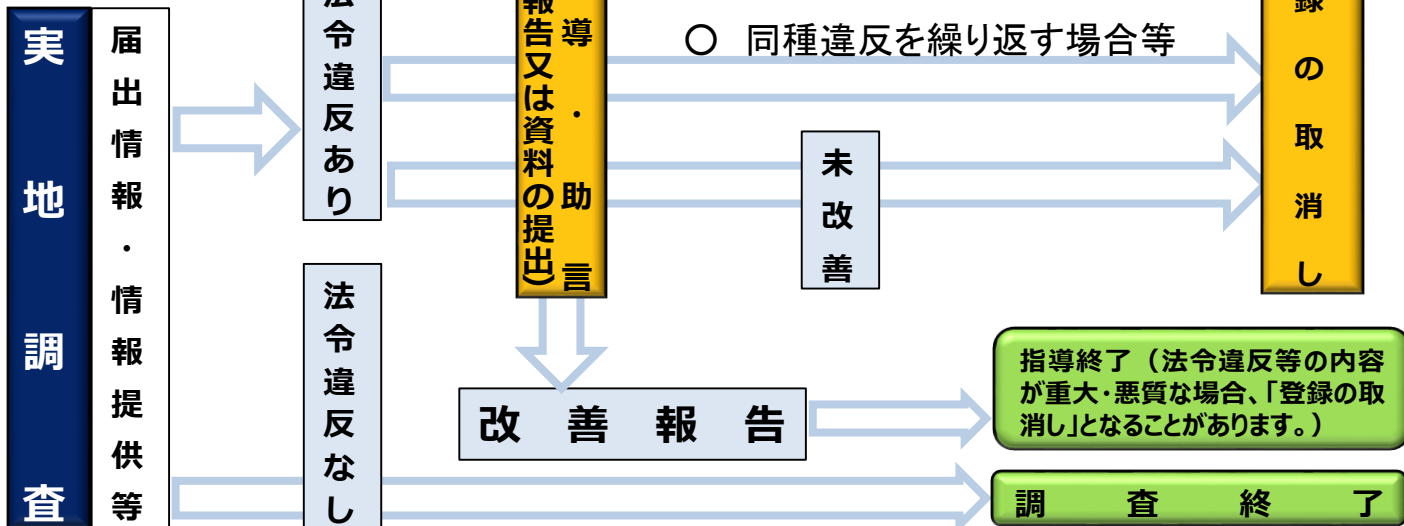 実地調査
届出情報・情報提供等
法令違反あり
報告又は資料の提出）
導・助言
○ 同種違反を繰り返す場合等
未改善
録の取消し
法令違反なし
改善報告
指導終了（法令違反等の内容
が重大・悪質な場合、「登録の取
消し」となることがあります。）
調査終了